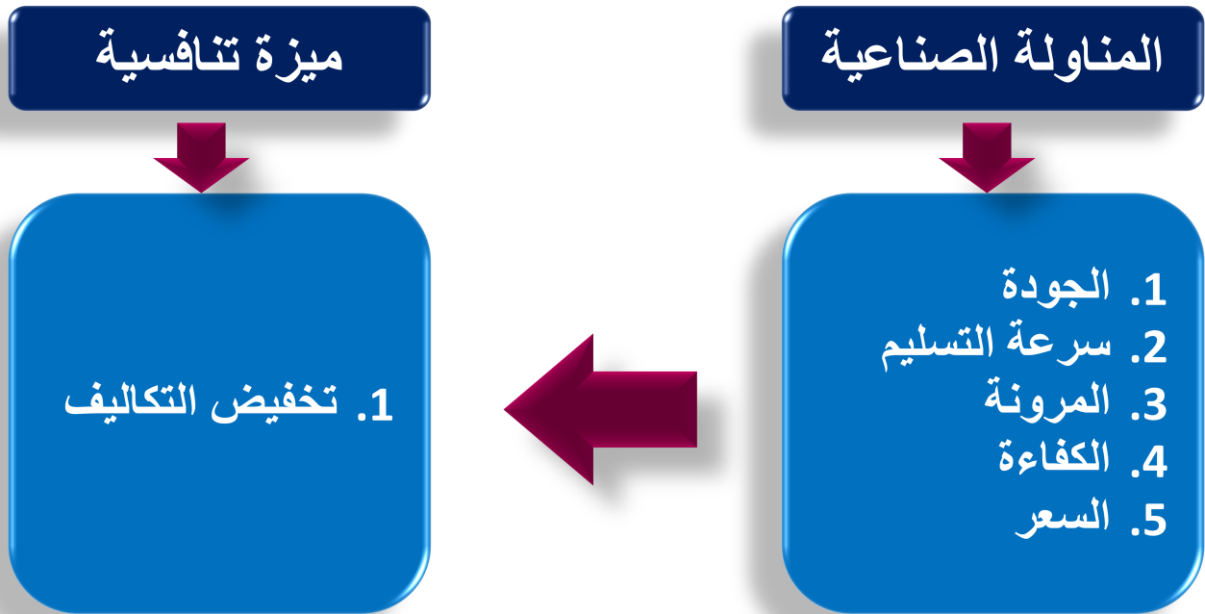 المناولة الصناعية
1. الجودة
2. سرعة التسليم
3. المرونة
4. الكفاءة
5. السعر
ميزة تنافسية
1. تخفيض التكاليف